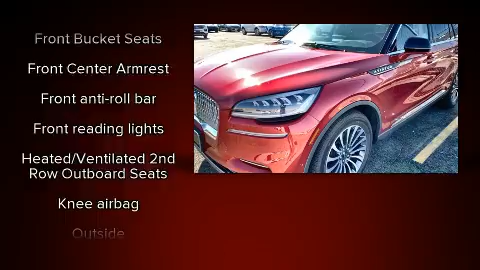 Front Bucket Seats
Front Center Armrest
Front anti-roll bar
Front reading lights
Heated/Ventilated 2nd
Row Outboard Seats
Knee airbag
Outside